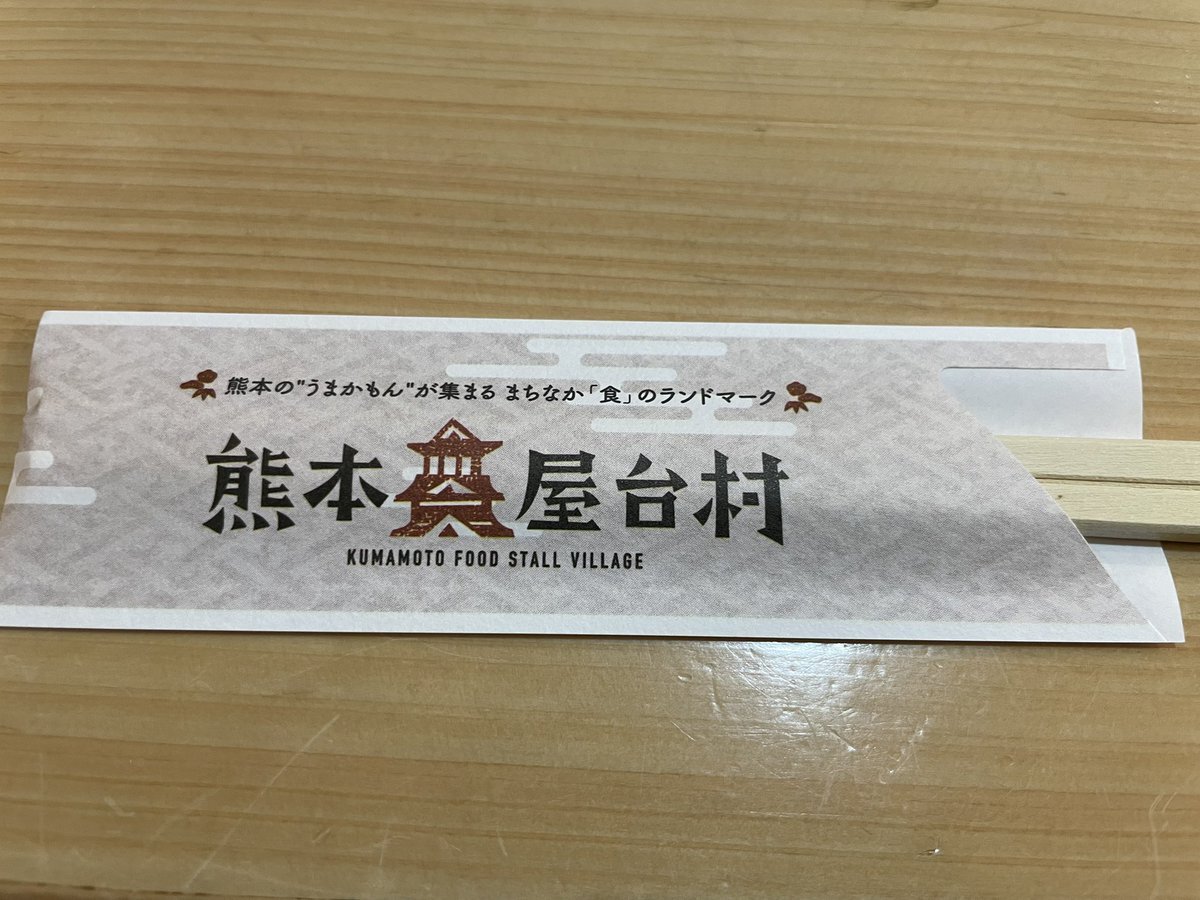 熊本の"うまかもん"が集まる まちなか「食」のランドマーク
熊本屋台村
KUMAMOTO FOOD STALL VILLAGE